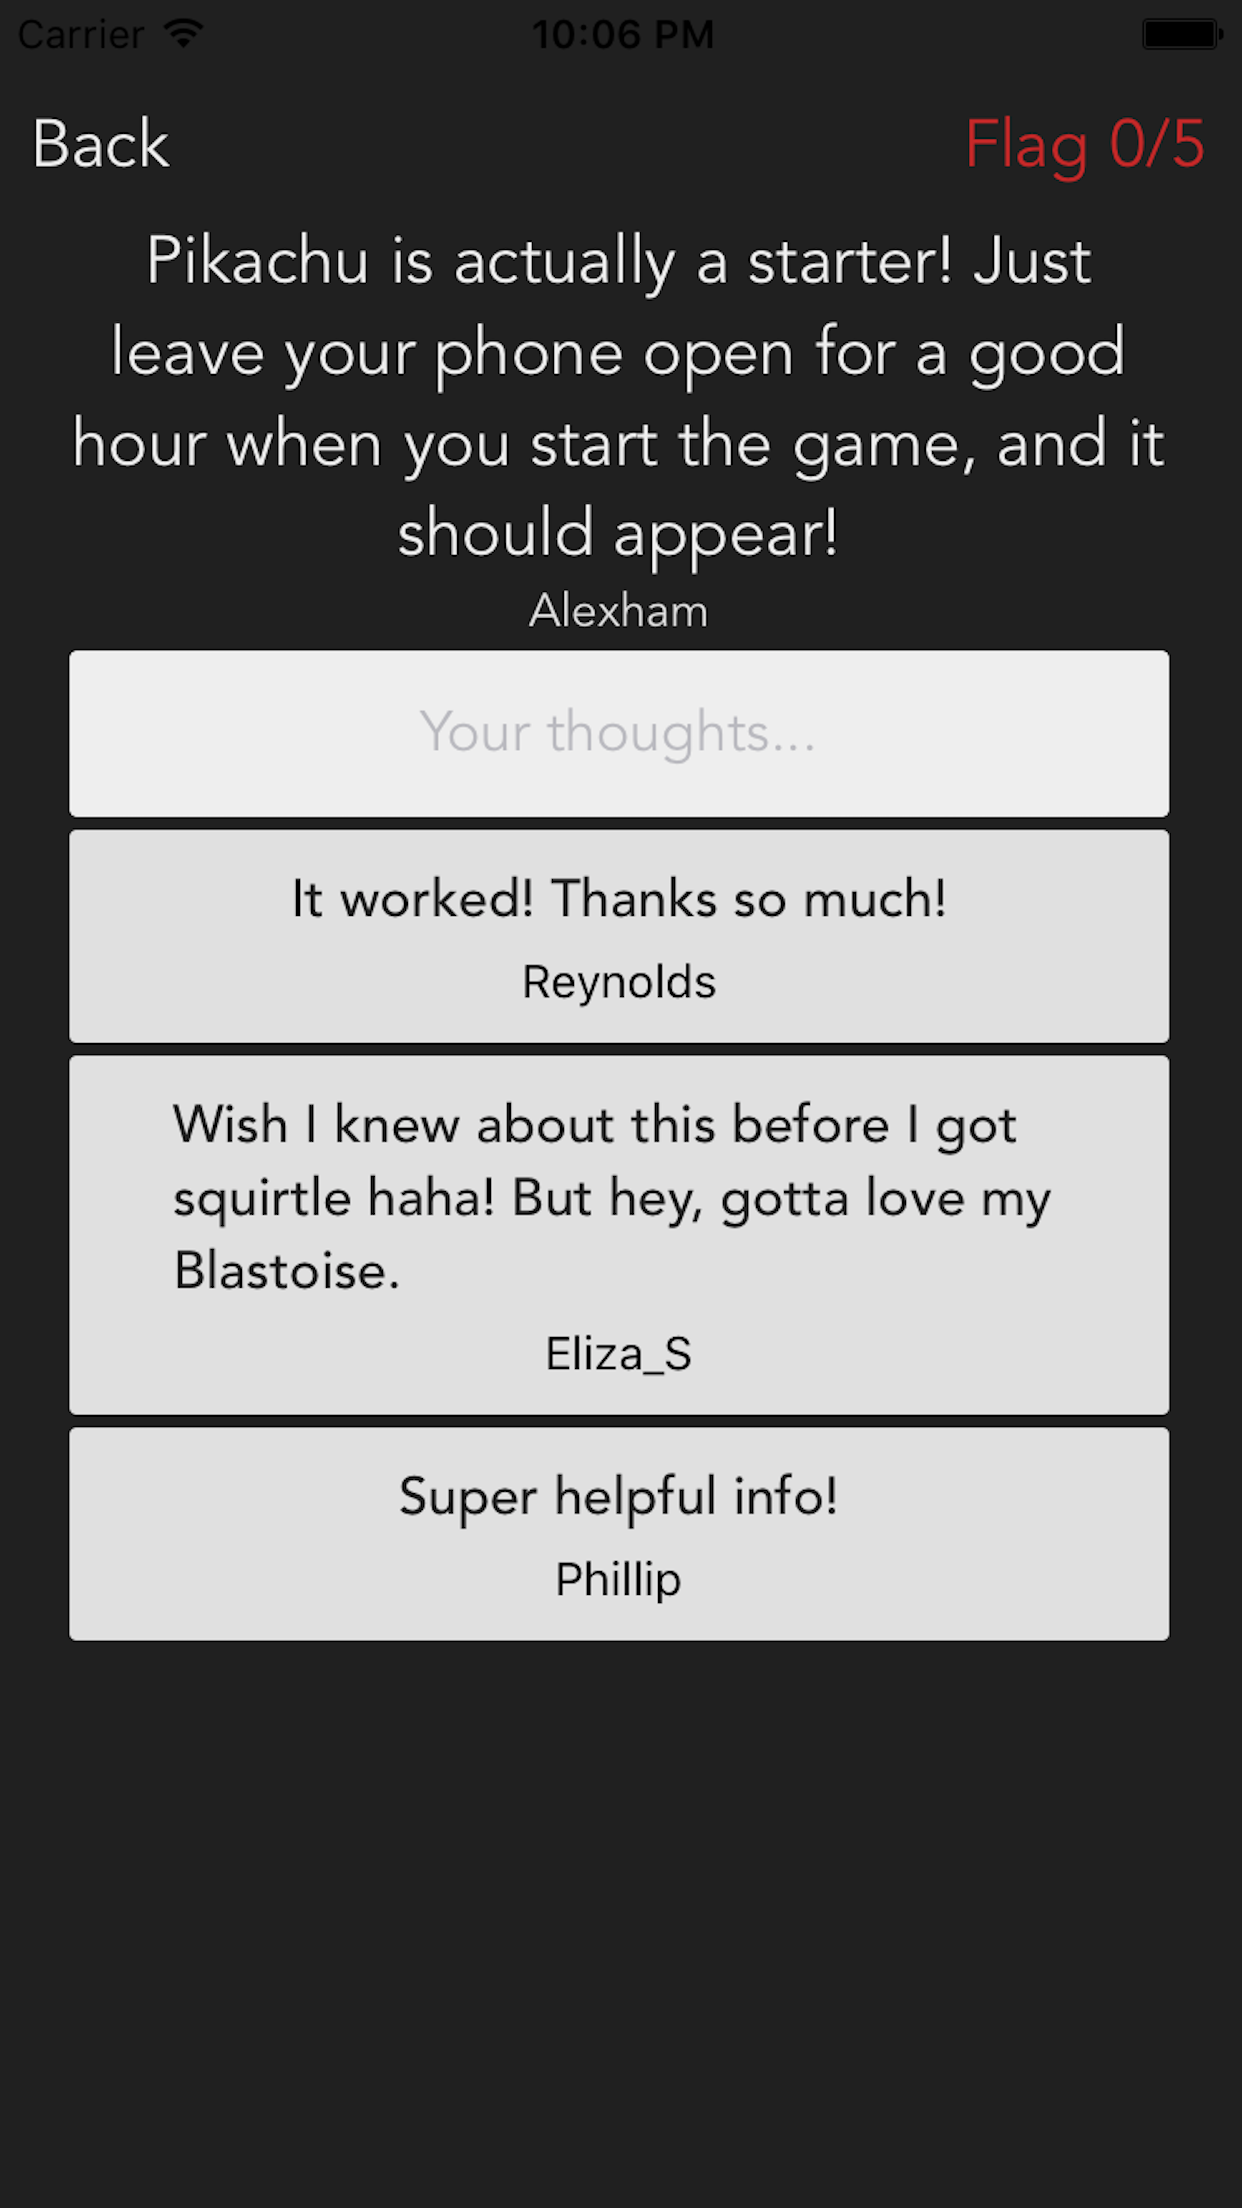 Carrier 10:06 PM
Back Flag 0/5
Pikachu is actually a starter! Just
leave your phone open for a good
hour when you start the game, and it
should appear!
Alexham
Your thoughts...
It worked! Thanks so much!
Reynolds
Wish I knew about this before I got
squirtle haha! But hey, gotta love my
Blastoise.
Eliza_S
Super helpful info!
Phillip